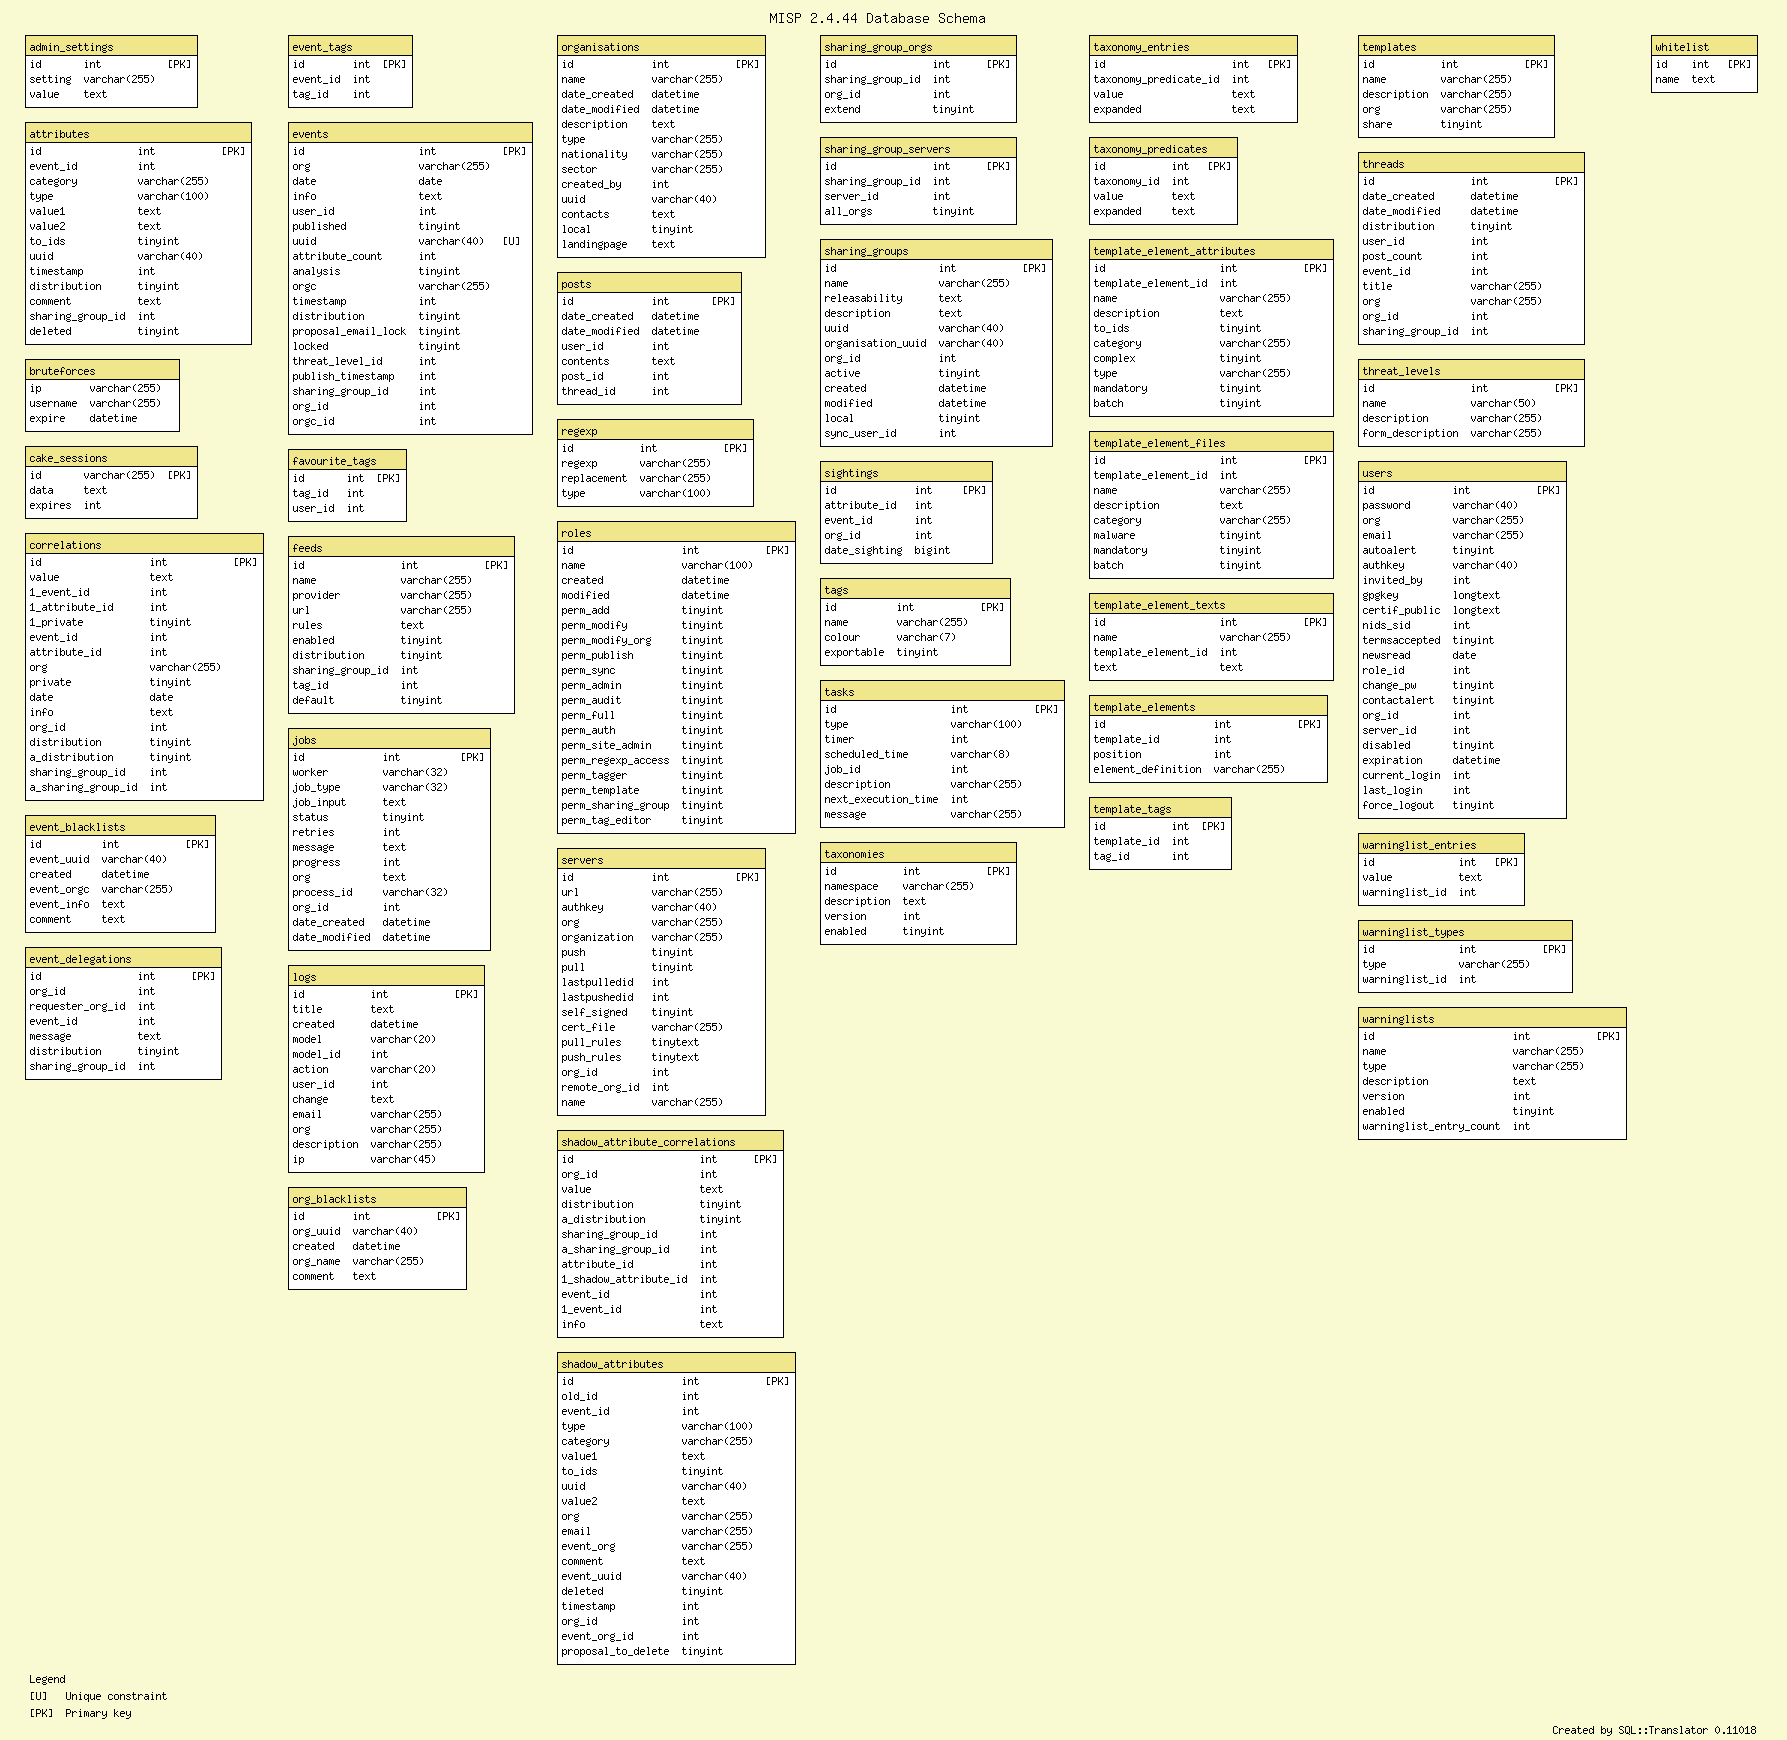 MISP 2.4.44 Database Schema
admin_settings
id int [PK]
setting varchar(255)
value text
attributes
id int [PK]
event_id int
category varchar(255)
type varchar(100)
value1 text
value2 text
to_ids tinyint
uuid varchar(40)
timestamp int
distribution tinyint
comment text
sharing_group_id int
deleted tinyint
bruteforces
ip varchar(255)
username varchar(255)
expire datetime
cake_sessions
id varchar(255) [PK]
data text
expires int
correlations
id int [PK]
value text
1_event_id int
1_attribute_id int
1_private tinyint
event_id int
attribute_id int
org varchar(255)
private tinyint
date date
info text
org_id int
distribution tinyint
a_distribution tinyint
sharing_group_id int
a_sharing_group_id int
event_blacklists
id int [PK]
event_uuid varchar(40)
created datetime
event_orgc varchar(255)
event_info text
comment text
event_delegations
id int [PK]
org_id int
requester_org_id int
event_id int
message text
distribution tinyint
sharing_group_id int
event_tags
id int [PK]
event_id int
tag_id int
events
id int [PK]
org varchar(255)
date date
info text
user_id int
published tinyint
uuid varchar(40) [U]
attribute_count int
analysis tinyint
orgc varchar(255)
timestamp int
distribution tinyint
proposal_email_lock tinyint
locked tinyint
threat_level_id int
publish_timestamp int
sharing_group_id int
org_id int
orgc_id int
favourite_tags
id int [PK]
tag_id int
user_id int
feeds
id int [PK]
name varchar(255)
provider varchar(255)
url varchar(255)
rules text
enabled tinyint
distribution tinyint
sharing_group_id int
tag_id int
default tinyint
jobs
id int [PK]
worker varchar(32)
job_type varchar(32)
job_input text
status tinyint
retries int
message text
progress int
org text
process_id varchar(32)
org_id int
date_created datetime
date_modified datetime
logs
id int [PK]
title text
created datetime
model varchar(20)
model_id int
action varchar(20)
user_id int
change text
email varchar(255)
org varchar(255)
description varchar(255)
ip varchar(45)
org_blacklists
id int [PK]
org_uuid varchar(40)
created datetime
org_name varchar(255)
comment text
organisations
id int [PK]
name varchar(255)
date_created datetime
date_modified datetime
description text
type varchar(255)
nationality varchar(255)
sector varchar(255)
created_by int
uuid varchar(40)
contacts text
local tinyint
landingpage text
posts
id int [PK]
date_created datetime
date_modified datetime
user_id int
contents text
post_id int
thread_id int
regexp
id int [PK]
regexp varchar(255)
replacement varchar(255)
type varchar(100)
roles
id int [PK]
name varchar(100)
created datetime
modified datetime
perm_add tinyint
perm_modify tinyint
perm_modify_org tinyint
perm_publish tinyint
perm_sync tinyint
perm_admin tinyint
perm_audit tinyint
perm_full tinyint
perm_auth tinyint
perm_site_admin tinyint
perm_regexp_access tinyint
perm_tagger tinyint
perm_template tinyint
perm_sharing_group tinyint
perm_tag_editor tinyint
servers
id int [PK]
url varchar(255)
authkey varchar(40)
org varchar(255)
organization varchar(255)
push tinyint
pull tinyint
lastpulledid int
lastpushedid int
self_signed tinyint
cert_file varchar(255)
pull_rules tinytext
push_rules tinytext
org_id int
remote_org_id int
name varchar(255)
shadow_attribute_correlations
id int [PK]
org_id int
value text
distribution tinyint
a_distribution tinyint
sharing_group_id int
a_sharing_group_id int
attribute_id int
1_shadow_attribute_id int
event_id int
1_event_id int
info text
shadow_attributes
id int [PK]
old_id int
event_id int
type varchar(100)
category varchar(255)
value1 text
to_ids tinyint
uuid varchar(40)
value2 text
org varchar(255)
email varchar(255)
event_org varchar(255)
comment text
event_uuid varchar(40)
deleted tinyint
timestamp int
org_id int
event_org_id int
proposal_to_delete tinyint
sharing_group_orgs
id int [PK]
sharing_group_id int
org_id int
extend tinyint
sharing_group_servers
id int [PK]
sharing_group_id int
server_id int
all_orgs tinyint
sharing_groups
id int [PK]
name varchar(255)
releasability text
description text
uuid varchar(40)
organisation_uuid varchar(40)
org_id int
active tinyint
created datetime
modified datetime
local tinyint
sync_user_id int
sightings
id int [PK]
attribute_id int
event_id int
org_id int
date_sighting bigint
tags
id int [PK]
name varchar(255)
colour varchar(7)
exportable tinyint
tasks
id int [PK]
type varchar(100)
timer int
scheduled_time varchar(8)
job_id int
description varchar(255)
next_execution_time int
message varchar(255)
taxonomies
id int [PK]
namespace varchar(255)
description text
version int
enabled tinyint
taxonomy_entries
id int [PK]
taxonomy_predicate_id int
value text
expanded text
taxonomy_predicates
id int [PK]
taxonomy_id int
value text
expanded text
template_element_attributes
id int [PK]
template_element_id int
name varchar(255)
description text
to_ids tinyint
category varchar(255)
complex tinyint
type varchar(255)
mandatory tinyint
batch tinyint
template_element_files
id int [PK]
template_element_id int
name varchar(255)
description text
category varchar(255)
malware tinyint
mandatory tinyint
batch tinyint
template_element_texts
id int [PK]
name varchar(255)
template_element_id int
text text
template_elements
id int [PK]
template_id int
position int
element_definition varchar(255)
template_tags
id int [PK]
template_id int
tag_id int
templates
id int [PK]
name varchar(255)
description varchar(255)
org varchar(255)
share tinyint
threads
id int [PK]
date_created datetime
date_modified datetime
distribution tinyint
user_id int
post_count int
event_id int
title varchar(255)
org varchar(255)
org_id int
sharing_group_id int
threat_levels
id int [PK]
name varchar(50)
description varchar(255)
form_description varchar(255)
users
id int [PK]
password varchar(40)
org varchar(255)
email varchar(255)
autoalert tinyint
authkey varchar(40)
invited_by int
gpgkey longtext
certif_public longtext
nids_sid int
termsaccepted tinyint
newsread date
role_id int
change_pw tinyint
contactalert tinyint
org_id int
server_id int
disabled tinyint
expiration datetime
current_login int
last_login int
force_logout tinyint
warninglist_entries
id int [PK]
value text
warninglist_id int
warninglist_types
id int [PK]
type varchar(255)
warninglist_id int
warninglists
id int [PK]
name varchar(255)
type varchar(255)
description text
version int
enabled tinyint
warninglist_entry_count int
whitelist
id int [PK]
name text
Legend
[U] Unique constraint
[PK] Primary key
Created by SQL::Translator 0.11018